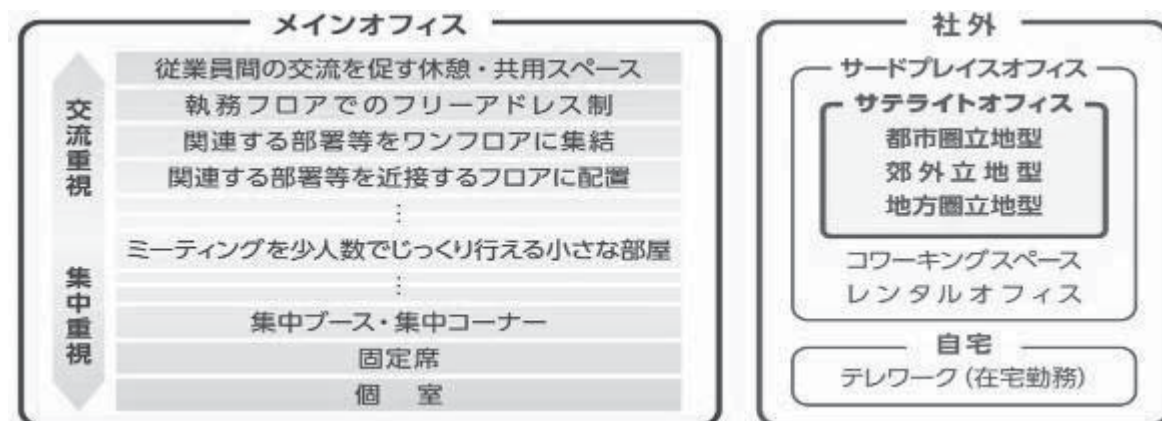 メインオフィス
交流重視
集中重視
従業員間の交流を促す休憩・共用スペース
執務フロアでのフリーアドレス制
関連する部署等をワンフロアに集結
関連する部署等を近接するフロアに配置
⋮
ミーティングを少人数でじっくり行える小さな部屋
⋮
集中ブース・集中コーナー
固定席
個 室
社外
サードプレイスオフィス
サテライトオフィス
都市圏立地型
郊外立地型
地方圏立地型
コワーキングスペース
レンタルオフィス
自宅
テレワーク(在宅勤務)